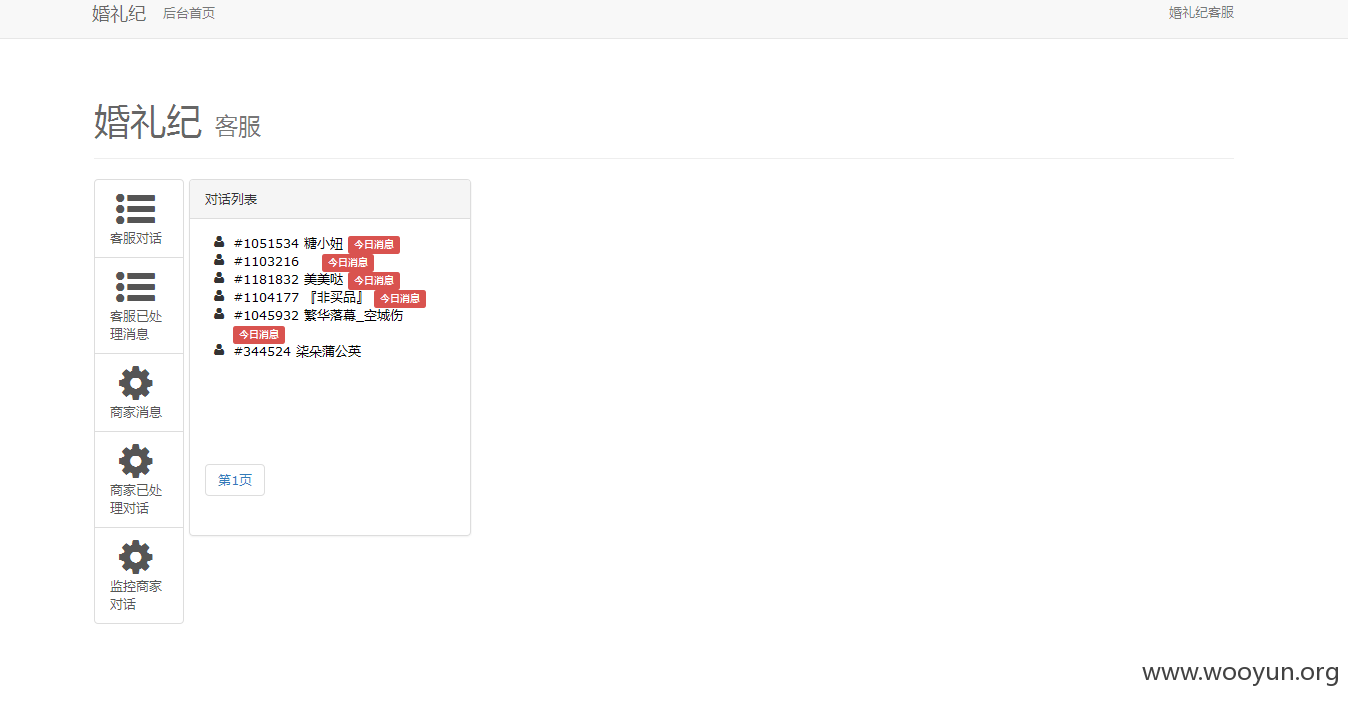 婚礼纪 后台首页 婚礼纪客服
婚礼纪 客服
客服对话
客服已处
理消息
商家消息
商家已处
理对话
监控商家
对话
对话列表
#1051534 糖小妞 今日消息
#1103216 今日消息
#1181832 美美哒 今日消息
#1104177 『非买品』 今日消息
#1045932 繁华落幕_空城伤
今日消息
#344524 柒朵蒲公英
第1页
www.wooyun.org